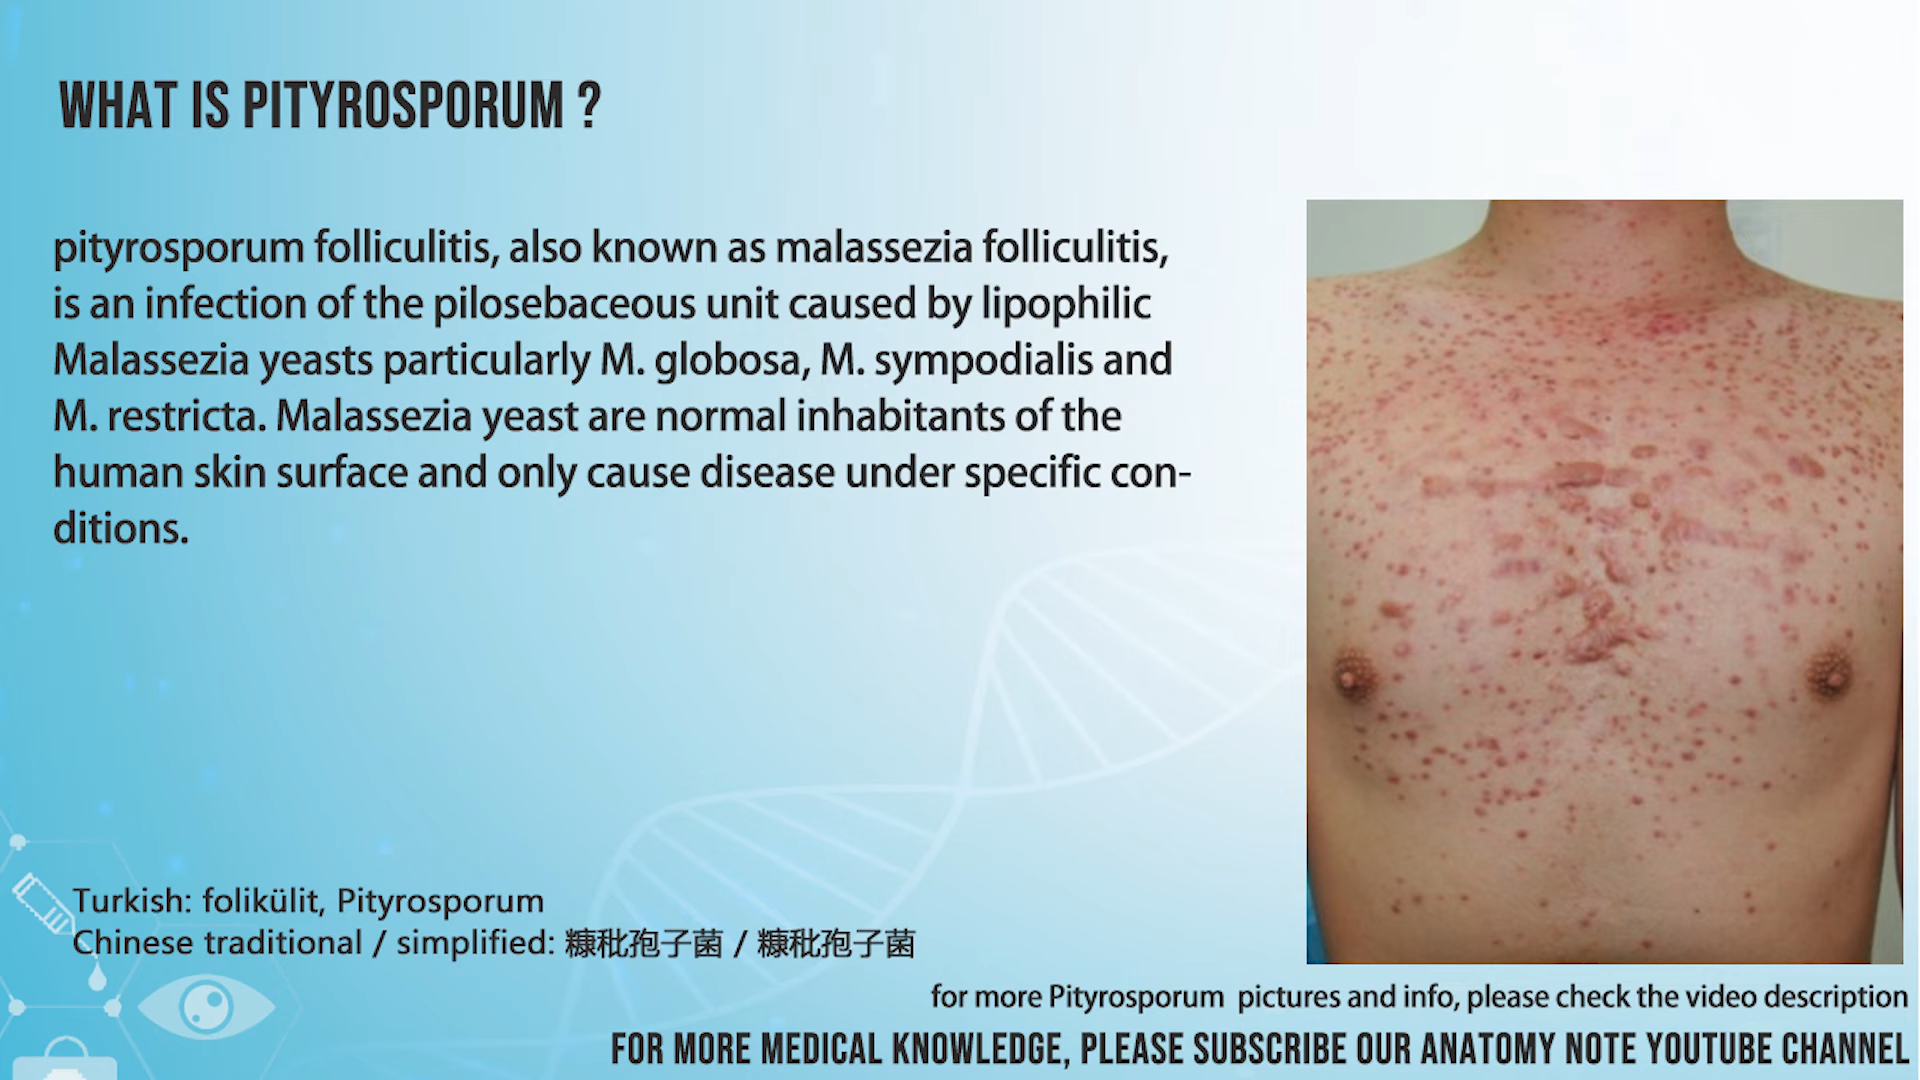 WHAT IS PITYROSPORUM ?
pityrosporum folliculitis, also known as malassezia folliculitis,
is an infection of the pilosebaceous unit caused by lipophilic
Malassezia yeasts particularly M. globosa, M. sympodialis and
M. restricta. Malassezia yeast are normal inhabitants of the
human skin surface and only cause disease under specific con-
ditions.
Turkish: folikülit, Pityrosporum
Chinese traditional / simplified: 糠秕孢子菌 / 糠秕孢子菌
for more Pityrosporum pictures and info, please check the video description
FOR MORE MEDICAL KNOWLEDGE, PLEASE SUBSCRIBE OUR ANATOMY NOTE YOUTUBE CHANNEL